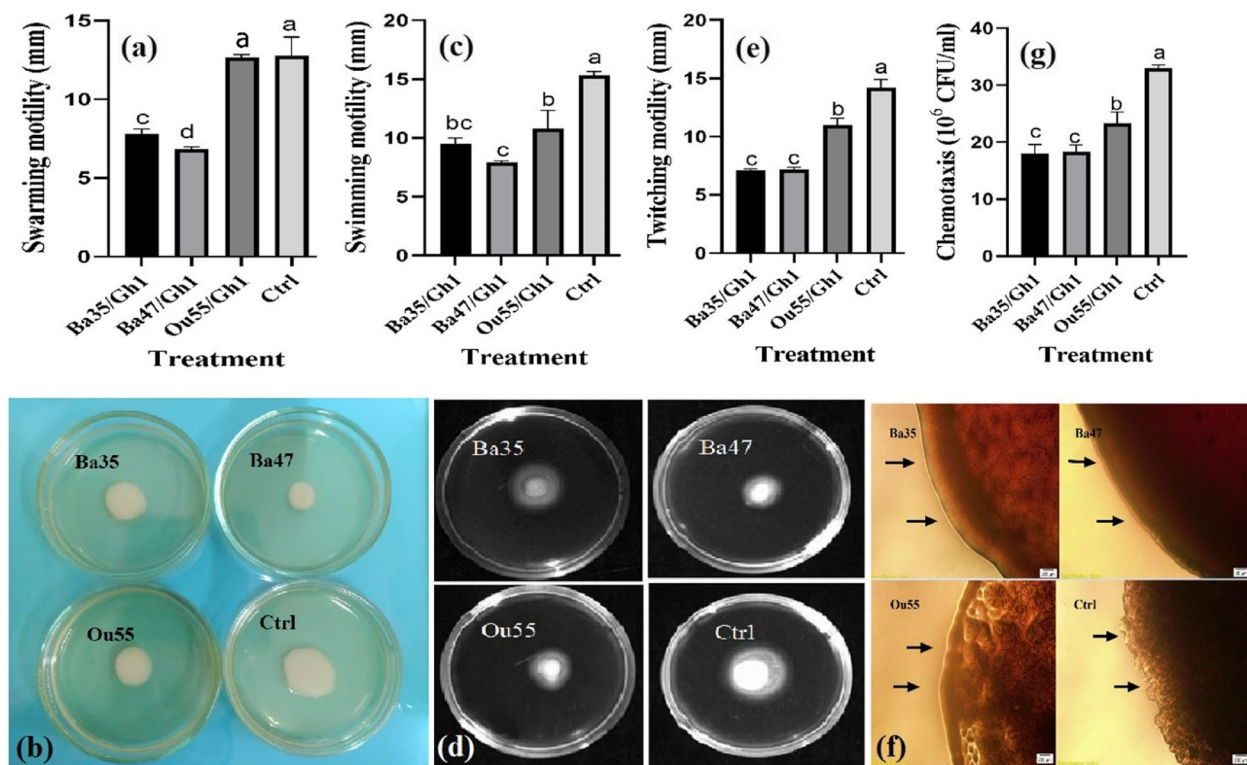 Swarming motility (mm)
15
10
5
0
(a)
c
d
a
a
Ba35/Gh1
Ba47/Gh1
Ou55/Gh1
Ctrl
Treatment
Swimming motility (mm)
20
15
10
5
0
(c)
bc
c
b
a
Ba35/Gh1
Ba47/Gh1
Ou55/Gh1
Ctrl
Treatment
Twitching motility (mm)
20
15
10
5
0
(e)
c
c
b
a
Ba35/Gh1
Ba47/Gh1
Ou55/Gh1
Ctrl
Treatment
Chemotaxis (10⁶ CFU/ml)
40
30
20
10
0
(g)
c
c
b
a
Ba35/Gh1
Ba47/Gh1
Ou55/Gh1
Ctrl
Treatment
Ba35
Ba47
Ou55
Ctrl
(b)
Ba35
Ba47
Ou55
Ctrl
(d)
Ba35
Ba47
Ou55
Ctrl
(f)